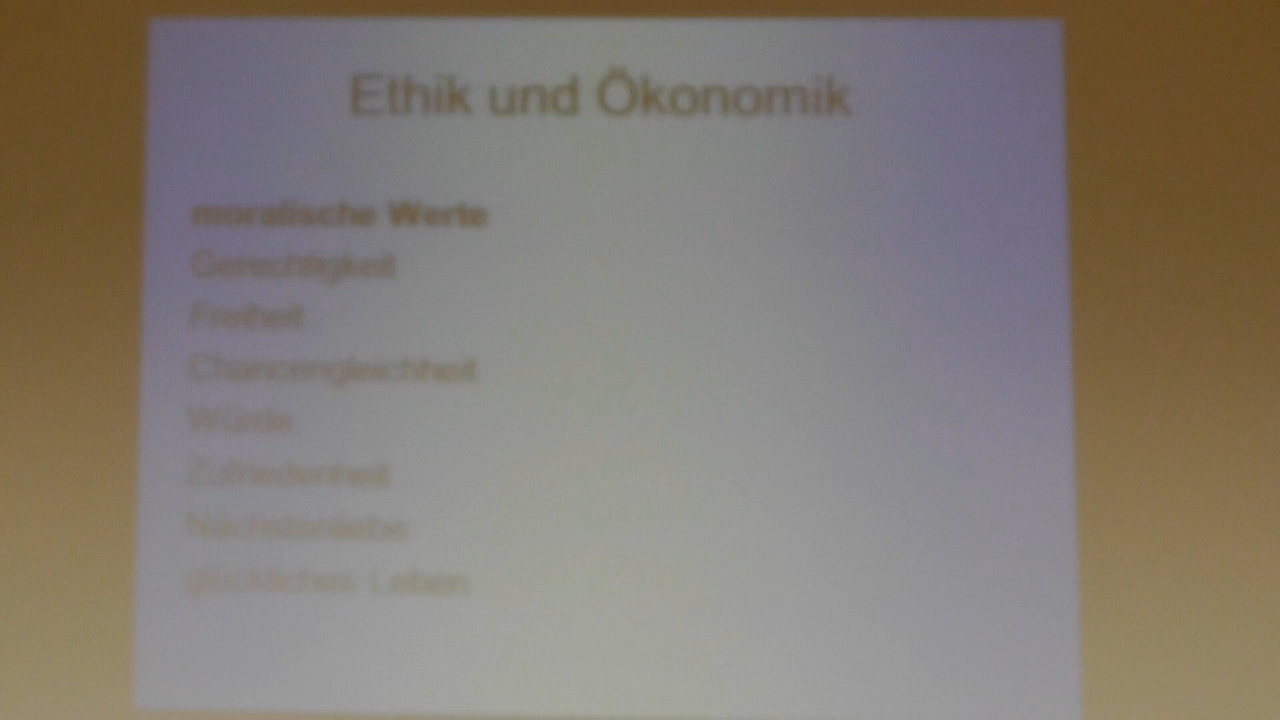 Ethik und Ökonomik
moralische Werte
Gerechtigkeit
Freiheit
Chancengleichheit
Würde
Zufriedenheit
Nächstenliebe
glückliches Leben